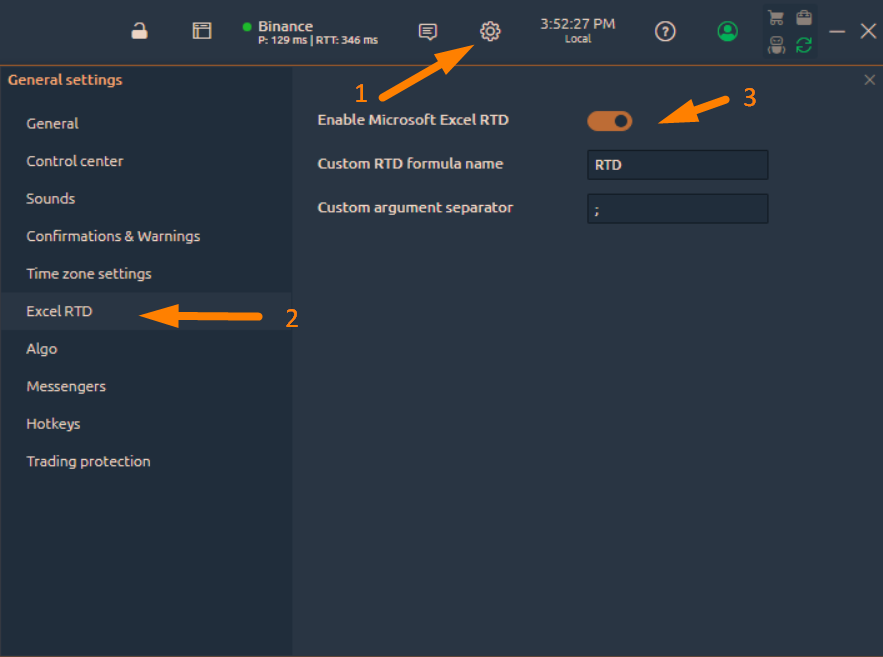 Binance
P: 129 ms | RTT: 346 ms
3:52:27 PM
Local
?
General settings
1
3
General
Enable Microsoft Excel RTD
Control center
Custom RTD formula name
RTD
Sounds
Custom argument separator
;
Confirmations & Warnings
Time zone settings
Excel RTD
2
Algo
Messengers
Hotkeys
Trading protection